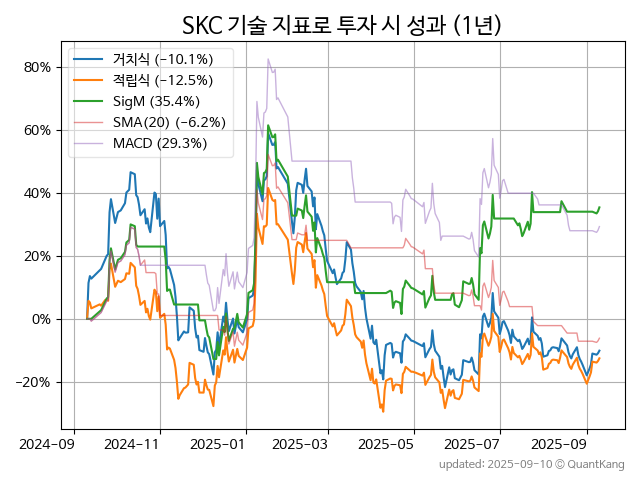 SKC 기술 지표로 투자 시 성과 (1년)
거치식 (−10.1%)
적립식 (−12.5%)
SigM (35.4%)
SMA(20) (−6.2%)
MACD (29.3%)
80%
60%
40%
20%
0%
−20%
2024-09 2024-11 2025-01 2025-03 2025-05 2025-07 2025-09
updated: 2025-09-10 © QuantKang